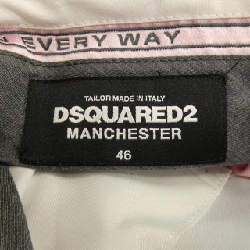 EVERY WAY
TAILOR MADE IN ITALY
DSQUARED2
MANCHESTER
46